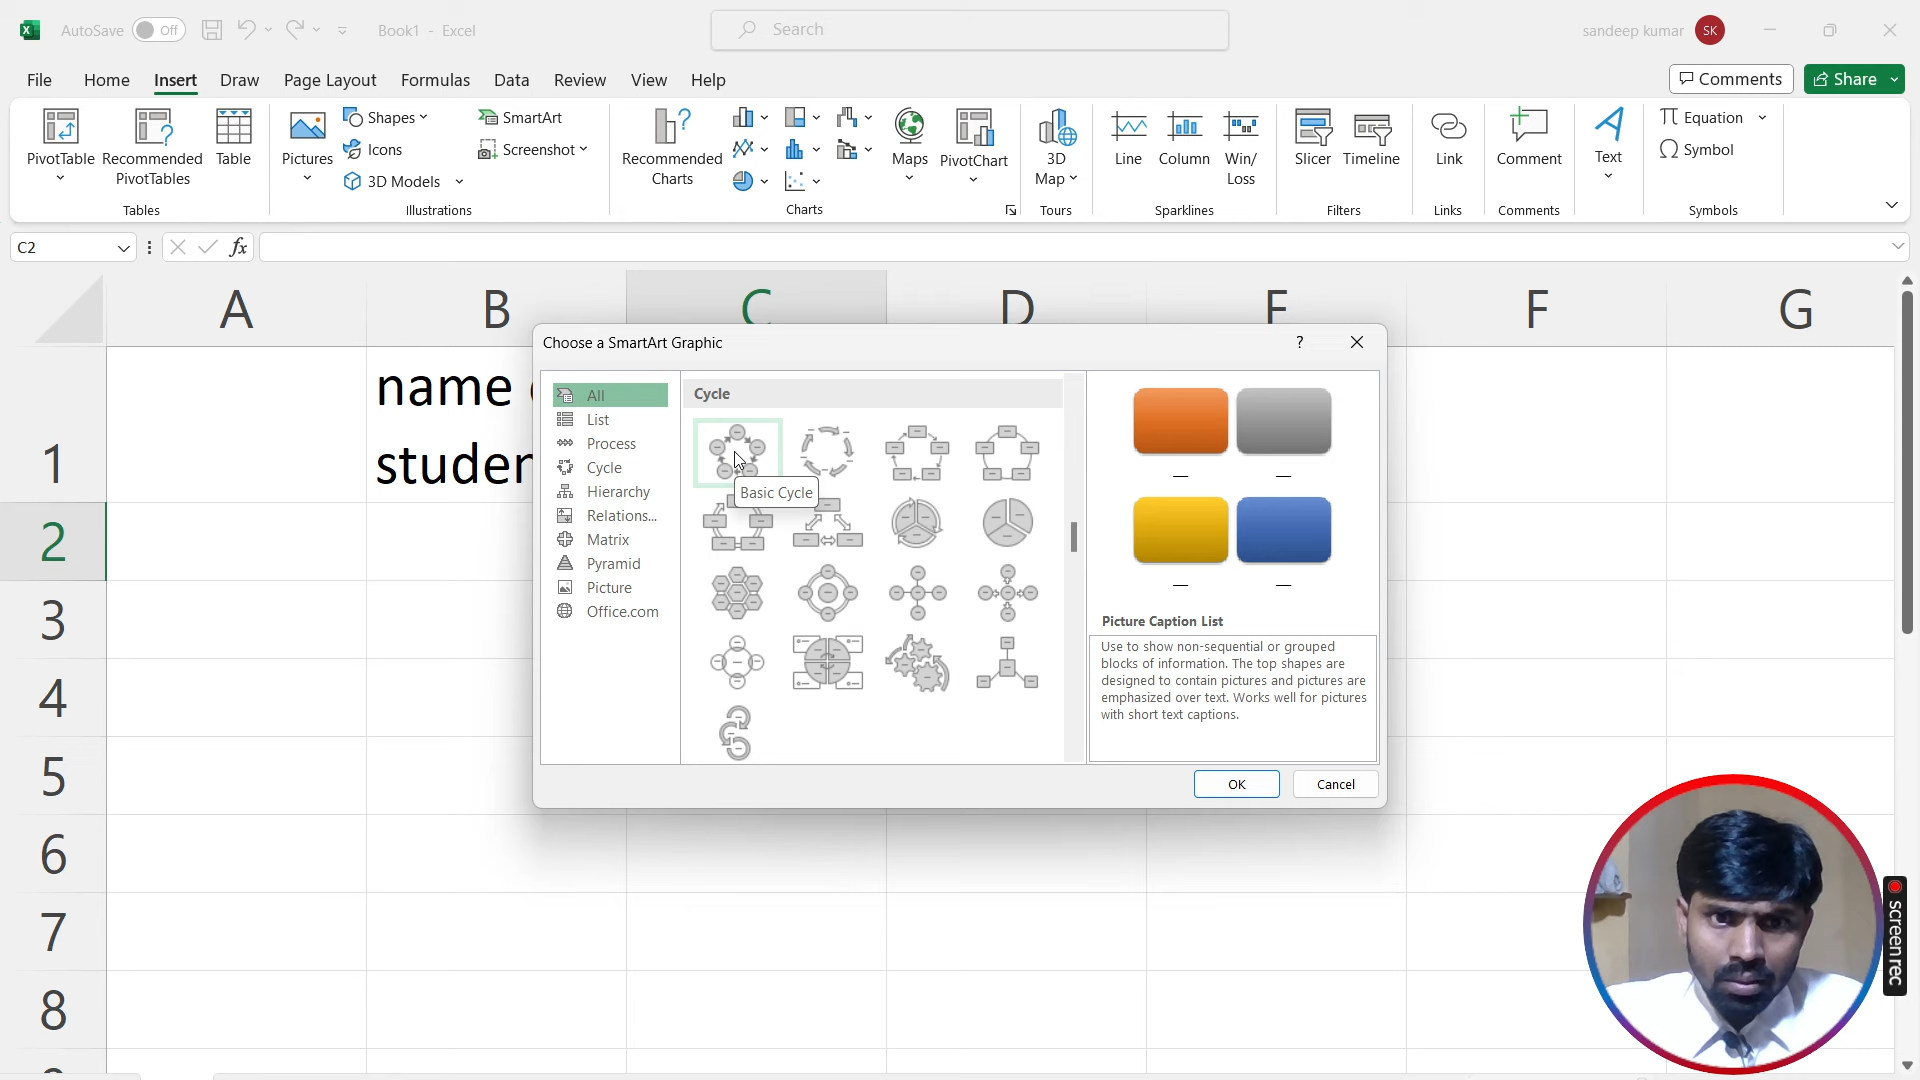 AutoSave Off Book1 - Excel Search sandeep kumar SK
File Home Insert Draw Page Layout Formulas Data Review View Help Comments Share
PivotTable
Recommended
PivotTables
Table
Tables
Pictures
Shapes
Icons
3D Models
SmartArt
Screenshot
Illustrations
Recommended
Charts
Maps
PivotChart
Charts
3D
Map
Tours
Line
Column
Win/
Loss
Sparklines
Slicer
Timeline
Filters
Link
Links
Comment
Comments
Text
Equation
Symbol
Symbols
C2 fx
A B C D E F G
1
name
studen
2
3
4
5
6
7
8
Choose a SmartArt Graphic ?
All
List
Process
Cycle
Hierarchy
Relations...
Matrix
Pyramid
Picture
Office.com
Cycle
Basic Cycle
Picture Caption List
Use to show non-sequential or grouped
blocks of information. The top shapes are
designed to contain pictures and pictures are
emphasized over text. Works well for pictures
with short text captions.
OK Cancel
screenrec